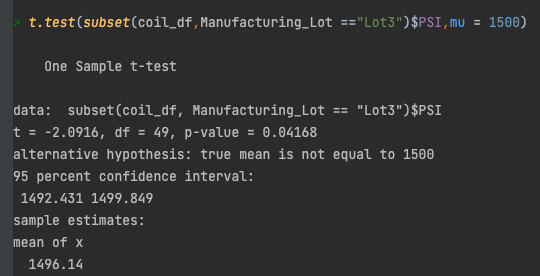 > t.test(subset(coil_df,Manufacturing_Lot =="Lot3")$PSI,mu = 1500)
One Sample t-test
data:  subset(coil_df, Manufacturing_Lot == "Lot3")$PSI
t = -2.0916, df = 49, p-value = 0.04168
alternative hypothesis: true mean is not equal to 1500
95 percent confidence interval:
1492.431 1499.849
sample estimates:
mean of x
1496.14